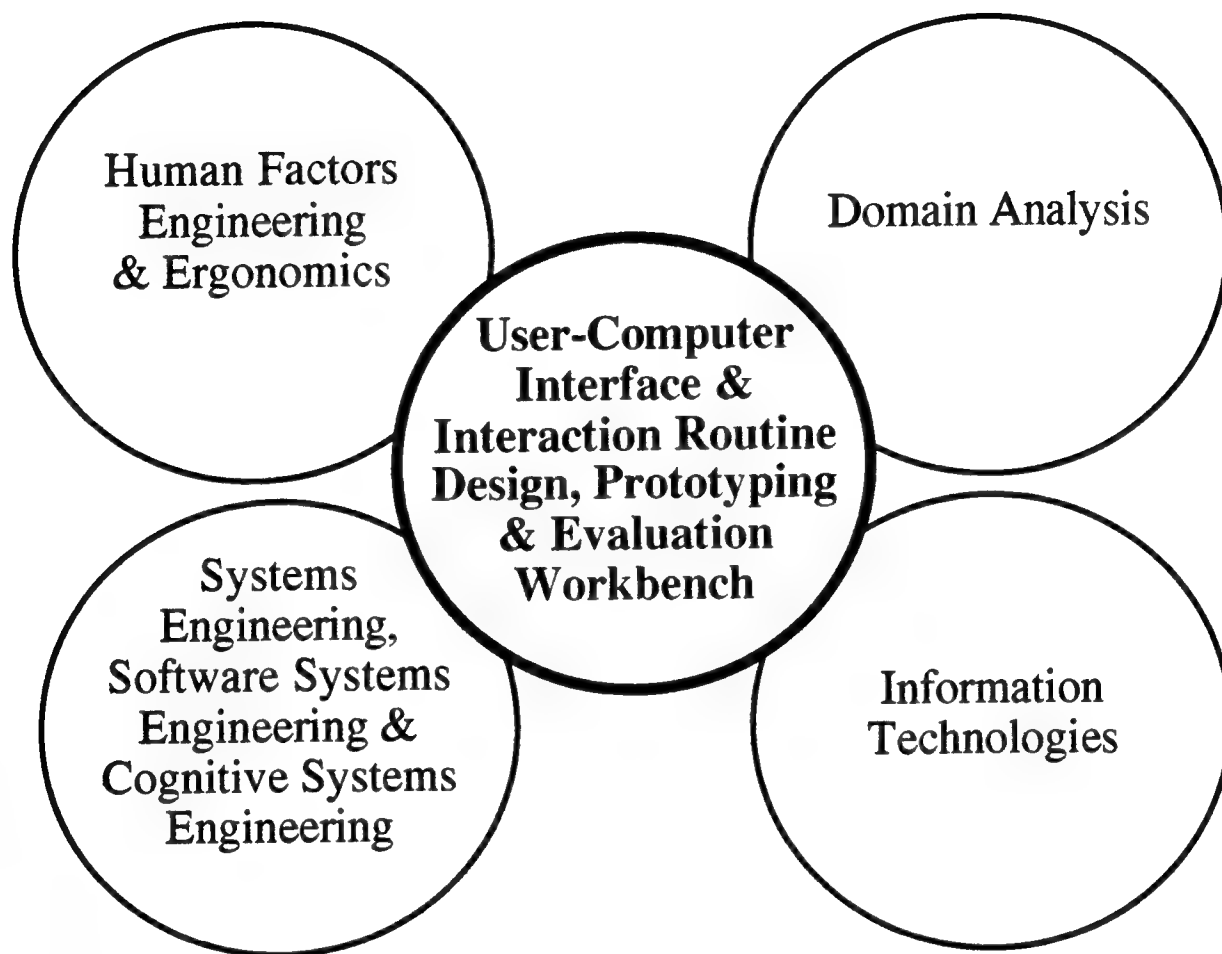 Human Factors
Engineering
& Ergonomics
Domain Analysis
User-Computer
Interface &
Interaction Routine
Design, Prototyping
& Evaluation
Workbench
Systems
Engineering,
Software Systems
Engineering &
Cognitive Systems
Engineering
Information
Technologies